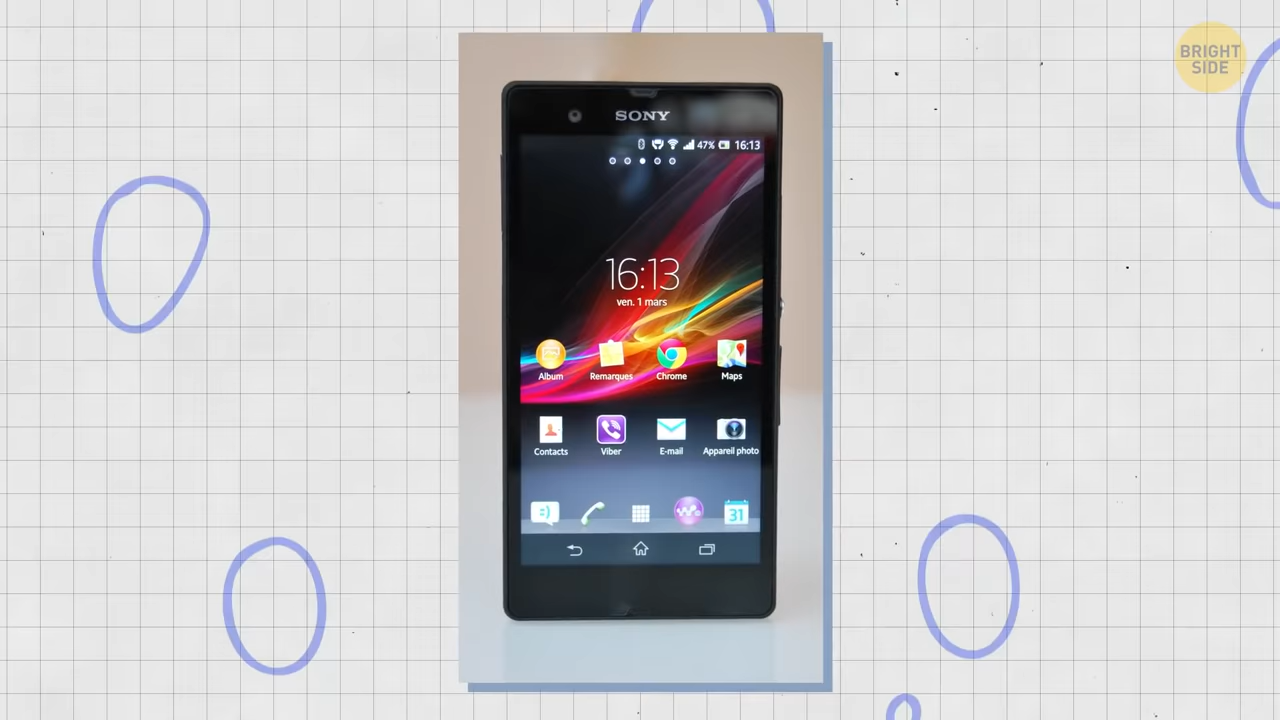 BRIGHT
SIDE
SONY
47% 16:13
16:13
ven. 1 mars
Album Remarques Chrome Maps
Contacts Viber E-mail Appareil photo
31